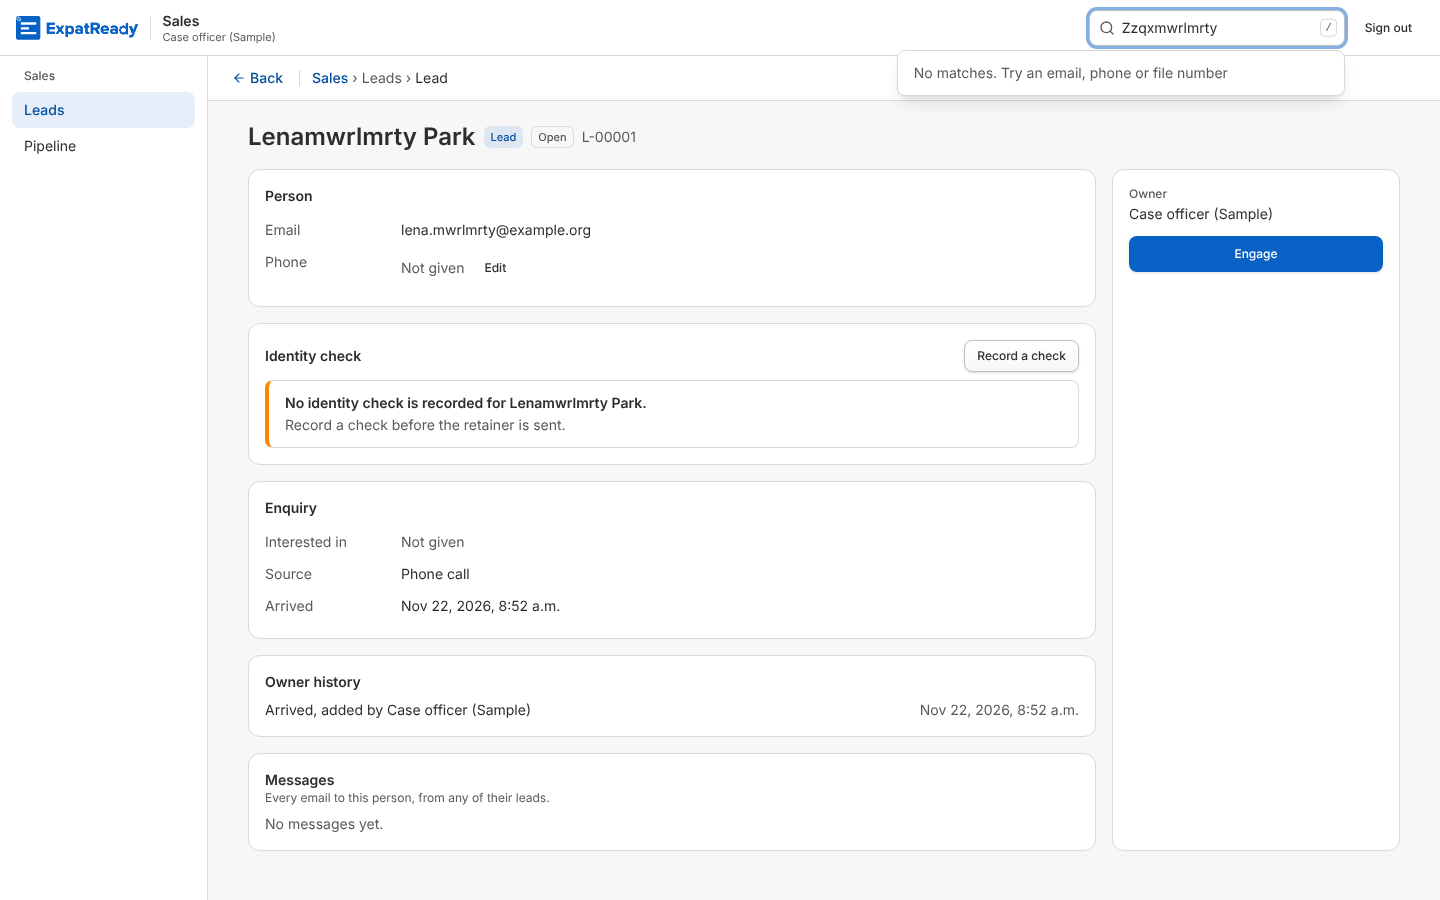 ExpatReady
Sales
Case officer (Sample)
Zzqxmwrlmrty
/
Sign out
No matches. Try an email, phone or file number
Sales
Leads
Pipeline
← Back
Sales › Leads › Lead
Lenamwrlmrty Park
Lead
Open
L-00001
Person
Email
lena.mwrlmrty@example.org
Phone
Not given
Edit
Identity check
Record a check
No identity check is recorded for Lenamwrlmrty Park.
Record a check before the retainer is sent.
Enquiry
Interested in
Not given
Source
Phone call
Arrived
Nov 22, 2026, 8:52 a.m.
Owner history
Arrived, added by Case officer (Sample)
Nov 22, 2026, 8:52 a.m.
Messages
Every email to this person, from any of their leads.
No messages yet.
Owner
Case officer (Sample)
Engage